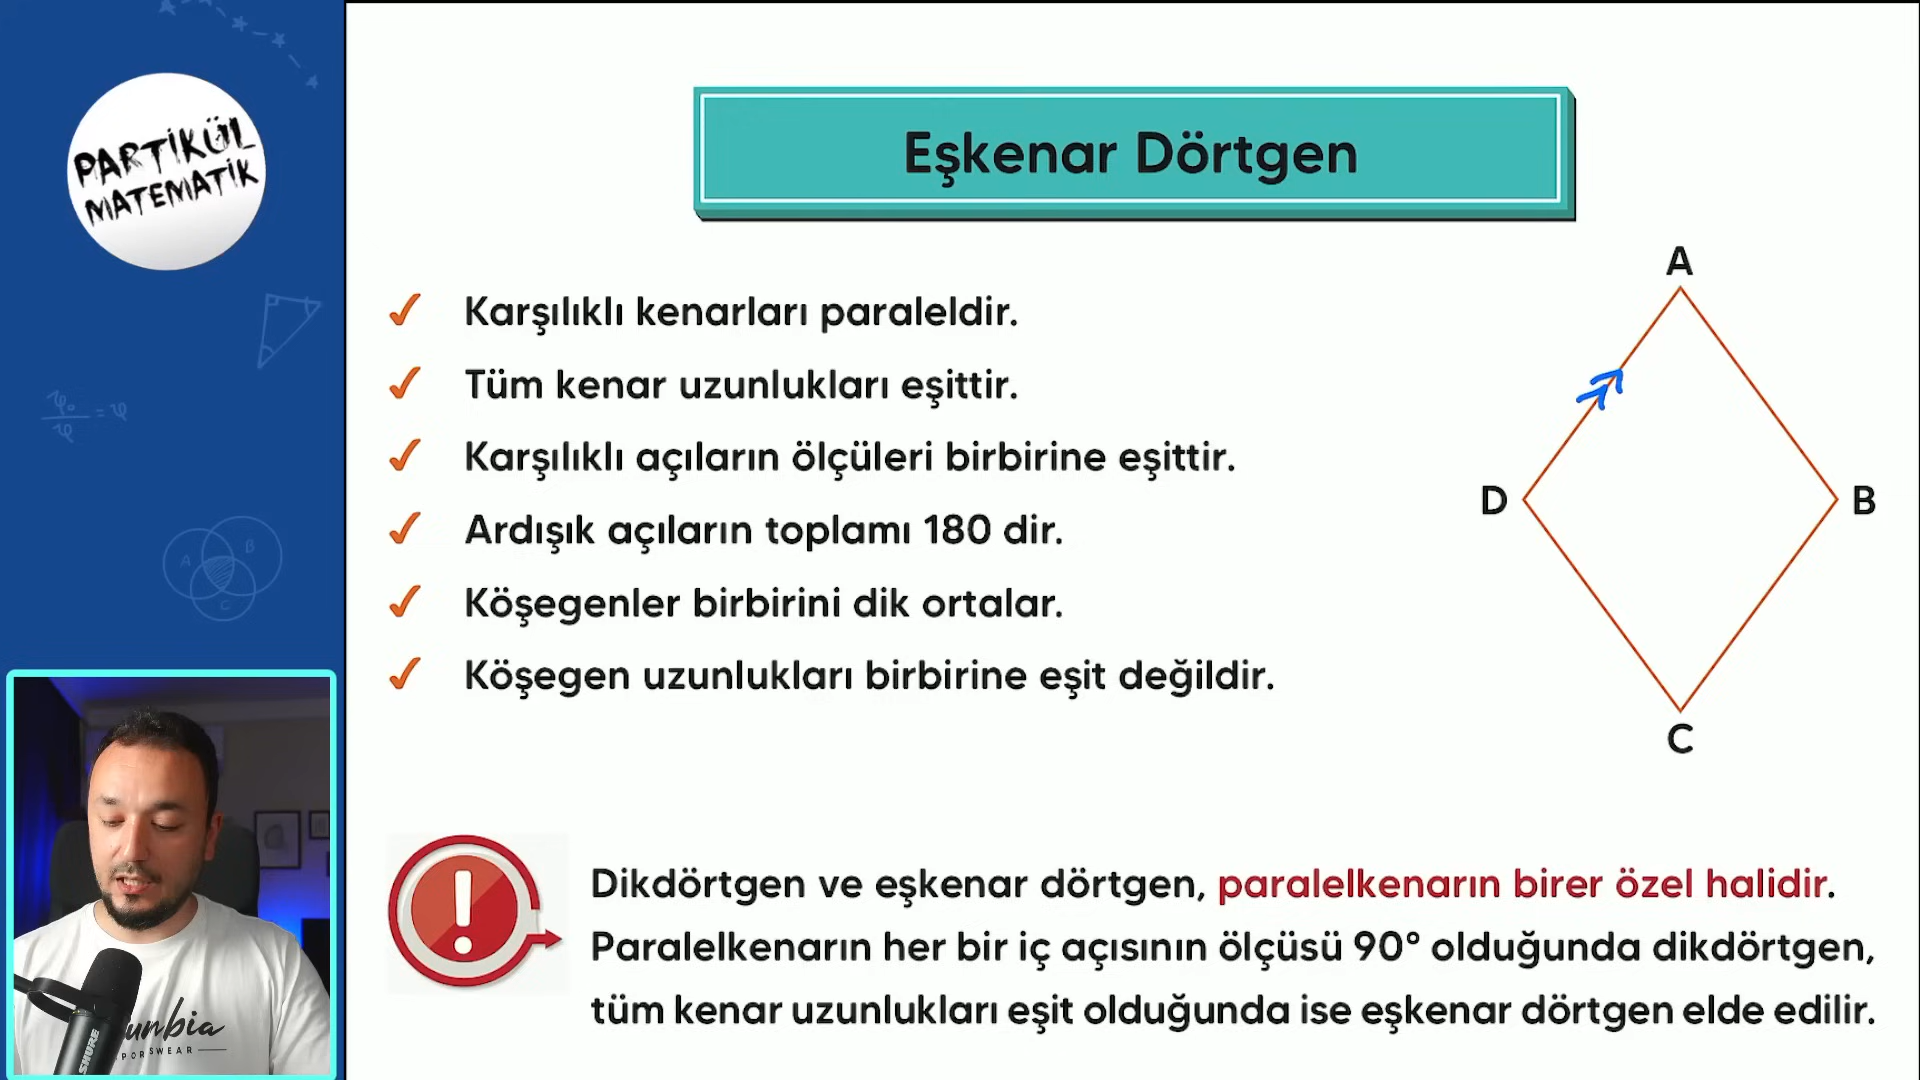 PARTİKÜL
MATEMATİK
Eşkenar Dörtgen
A
✓ Karşılıklı kenarları paraleldir.
✓ Tüm kenar uzunlukları eşittir.
✓ Karşılıklı açıların ölçüleri birbirine eşittir.
D
B
✓ Ardışık açıların toplamı 180 dir.
✓ Köşegenler birbirini dik ortalar.
✓ Köşegen uzunlukları birbirine eşit değildir.
C
A B
C
Dikdörtgen ve eşkenar dörtgen, paralelkenarın birer özel halidir.
Paralelkenarın her bir iç açısının ölçüsü 90° olduğunda dikdörtgen,
tüm kenar uzunlukları eşit olduğunda ise eşkenar dörtgen elde edilir.
SHURE